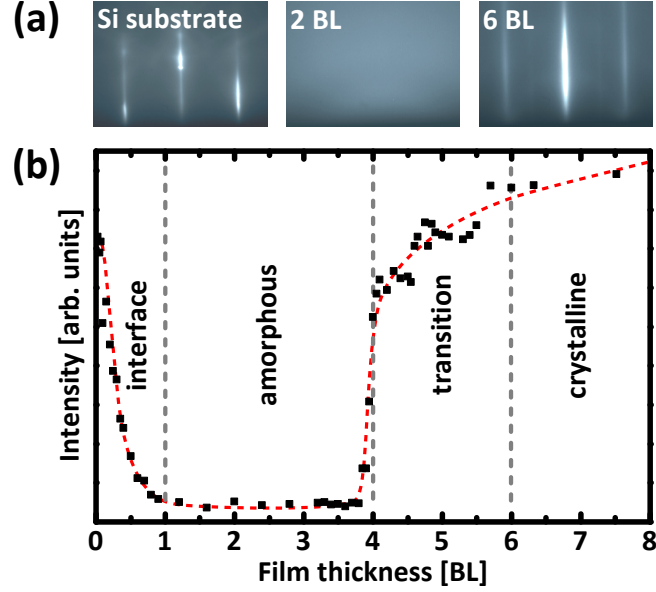 (a)
Si substrate
2 BL
6 BL
(b)
Intensity [arb. units]
interface
amorphous
transition
crystalline
0 1 2 3 4 5 6 7 8
Film thickness [BL]